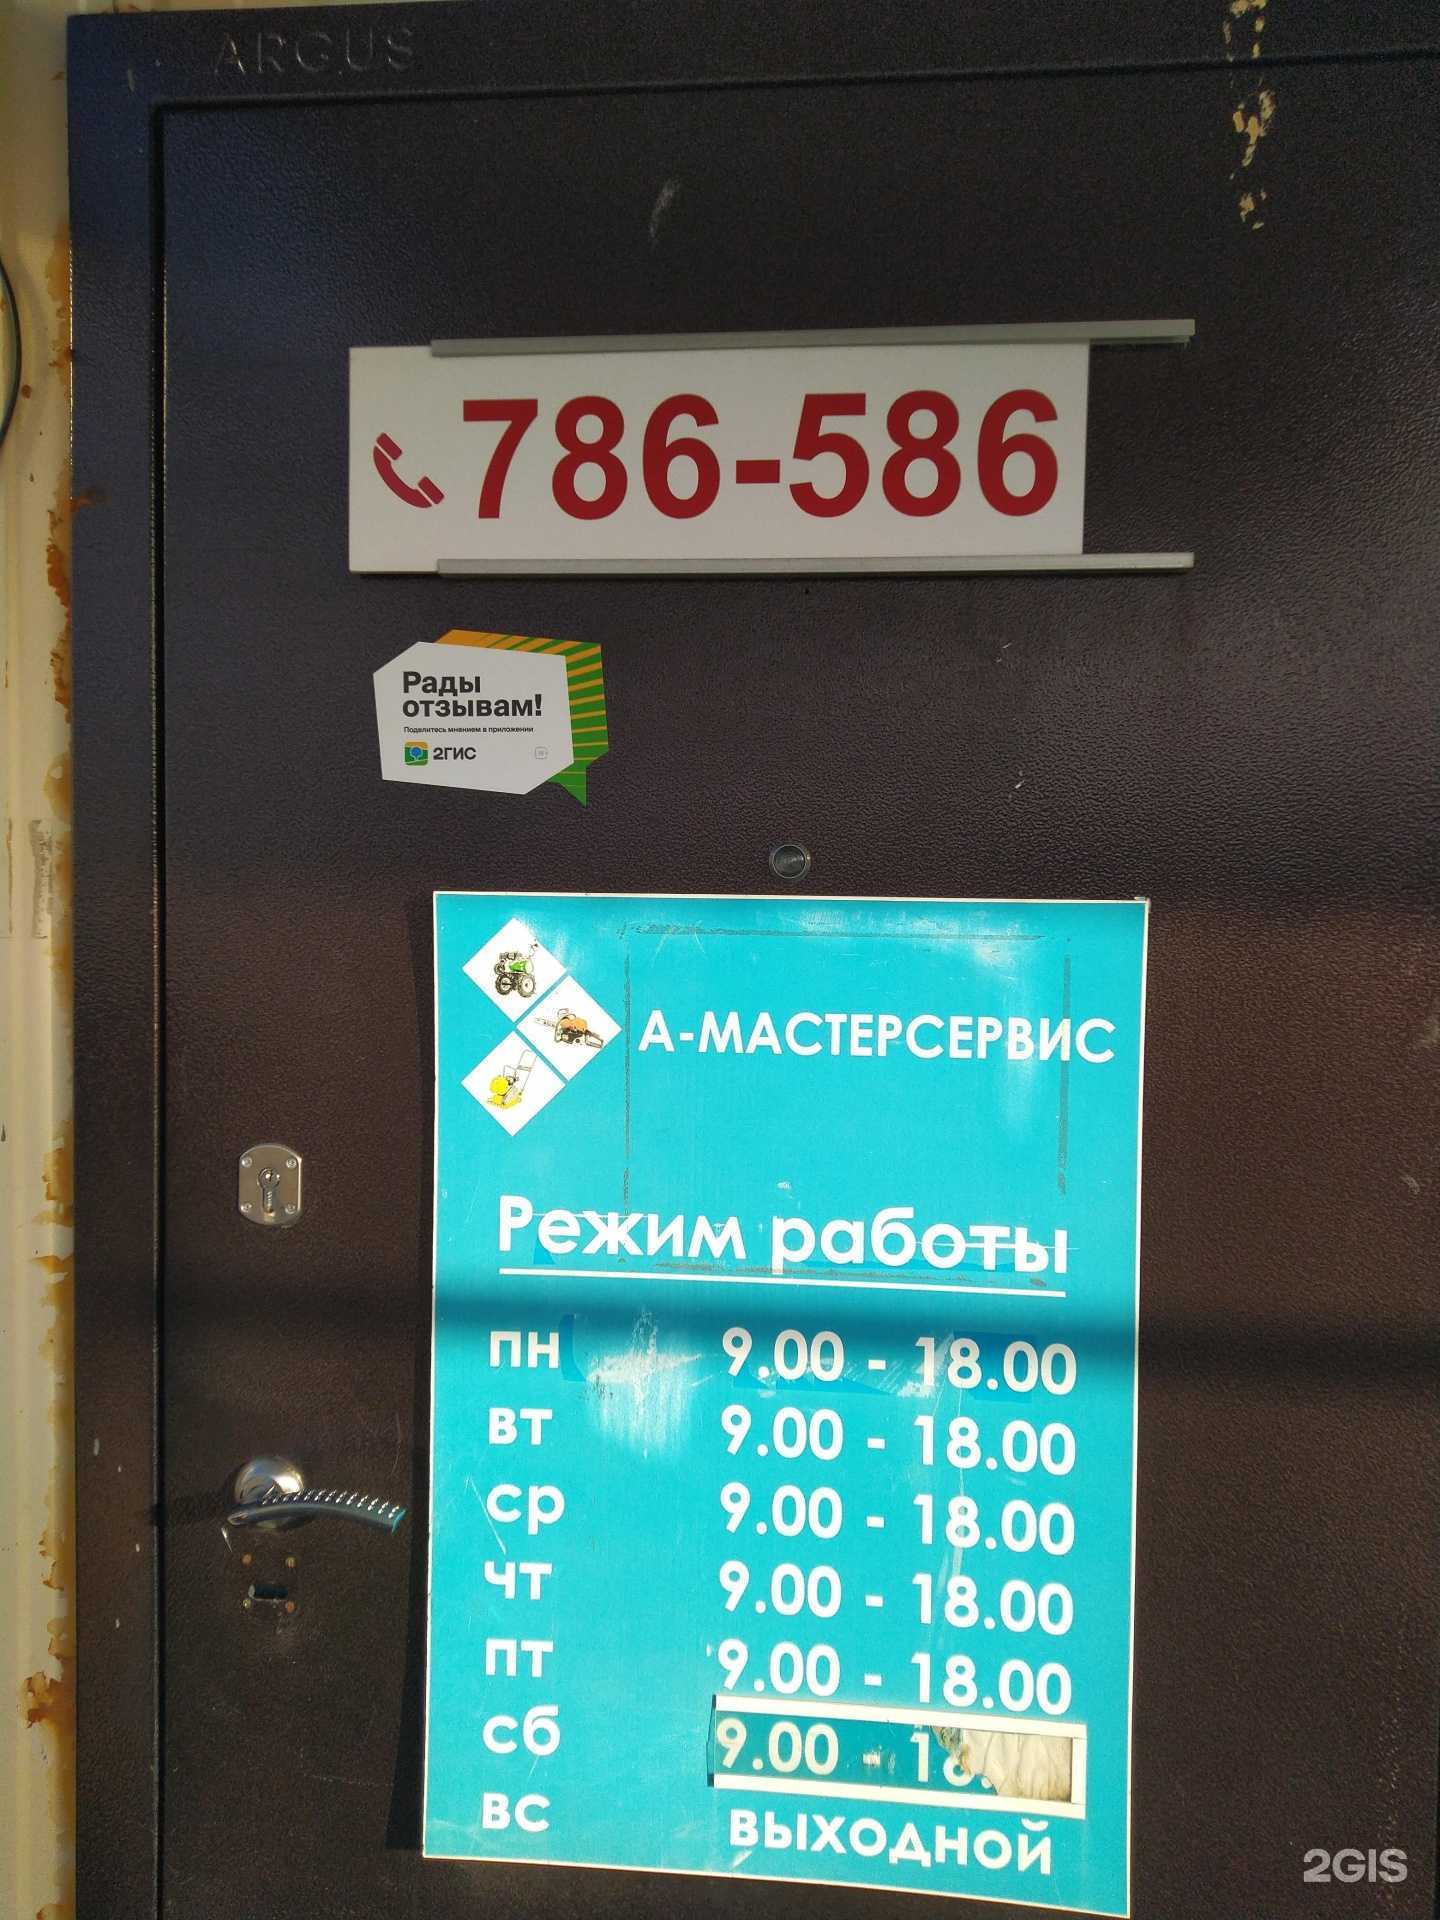 ARGUS
786-586
Рады
отзывам!
Поделитесь мнением в приложении
2ГИС
А-МАСТЕРСЕРВИС
Режим работы
пн 9.00 - 18.00
вт 9.00 - 18.00
ср 9.00 - 18.00
чт 9.00 - 18.00
пт 9.00 - 18.00
сб 9.00 -
вс выходной
2GIS